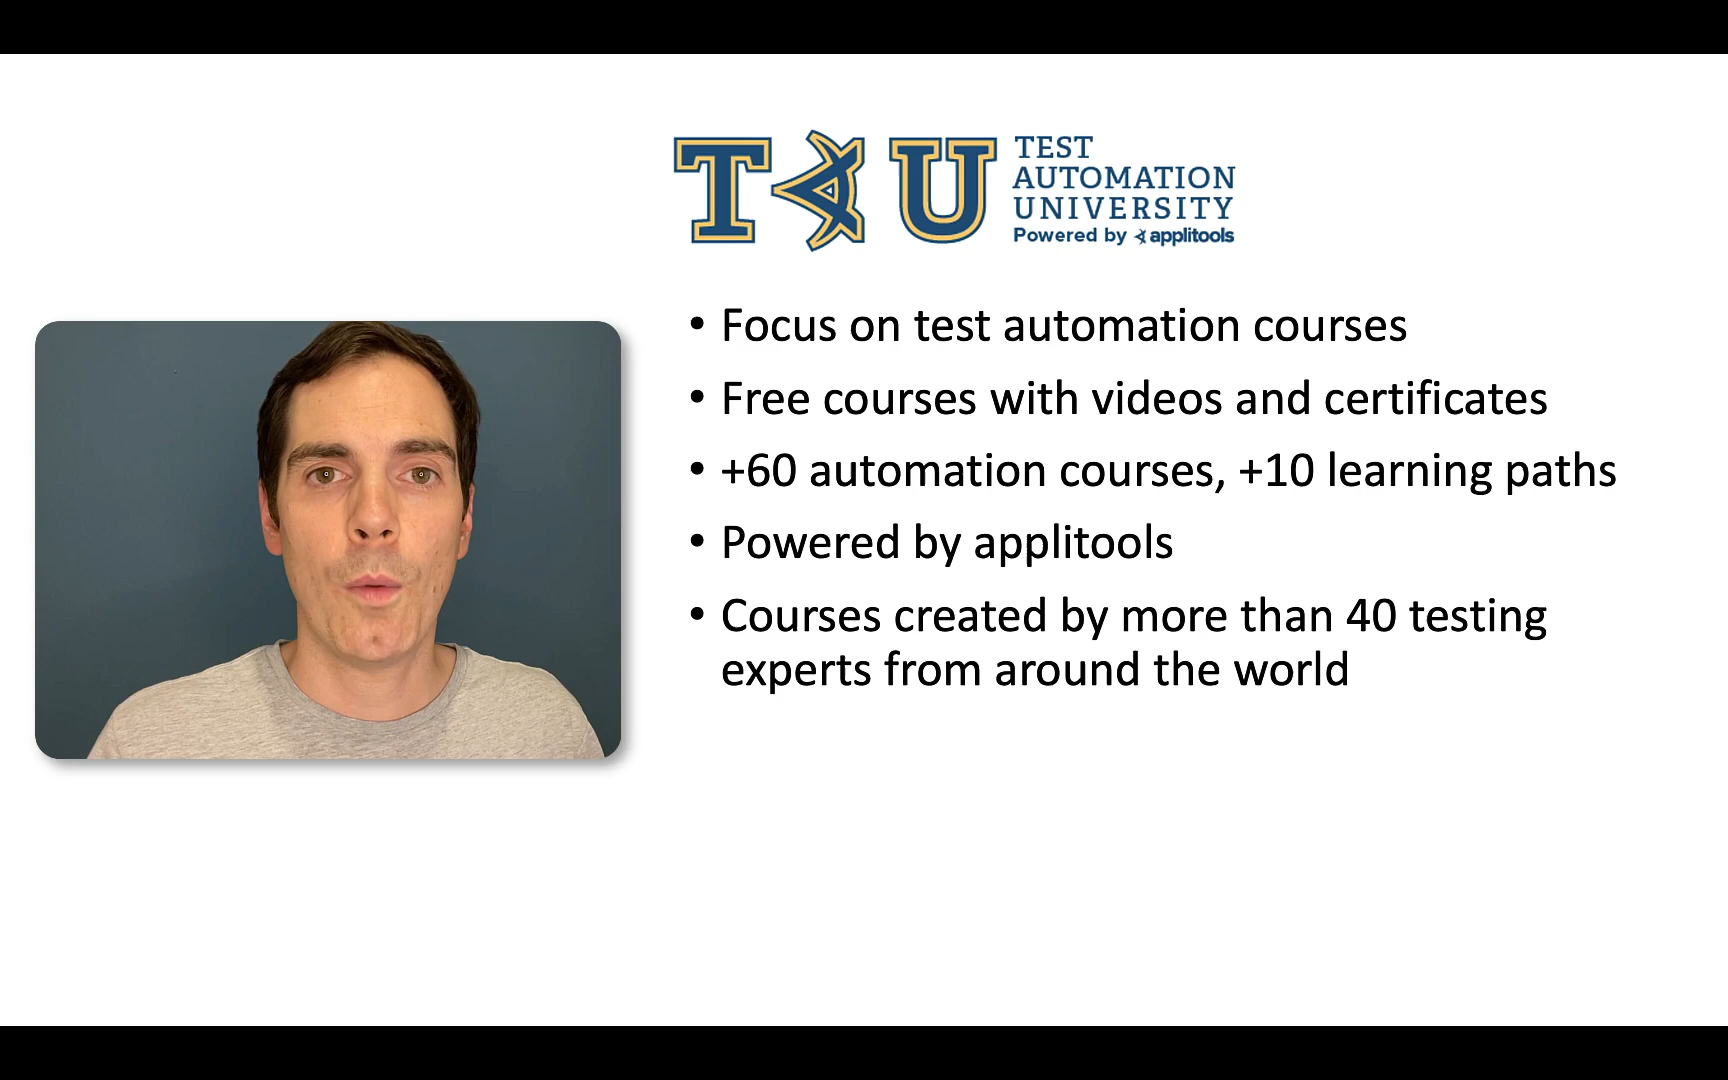 TAU
TEST
AUTOMATION
UNIVERSITY
Powered by applitools
• Focus on test automation courses
• Free courses with videos and certificates
• +60 automation courses, +10 learning paths
• Powered by applitools
• Courses created by more than 40 testing
experts from around the world